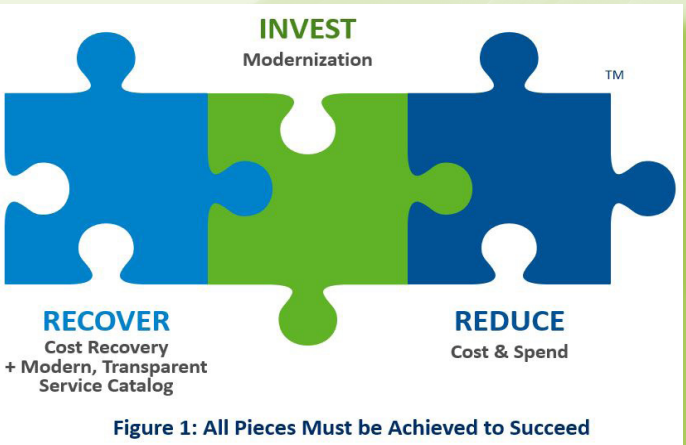 INVEST
Modernization
TM
RECOVER
Cost Recovery
+ Modern, Transparent
Service Catalog
REDUCE
Cost & Spend
Figure 1: All Pieces Must be Achieved to Succeed